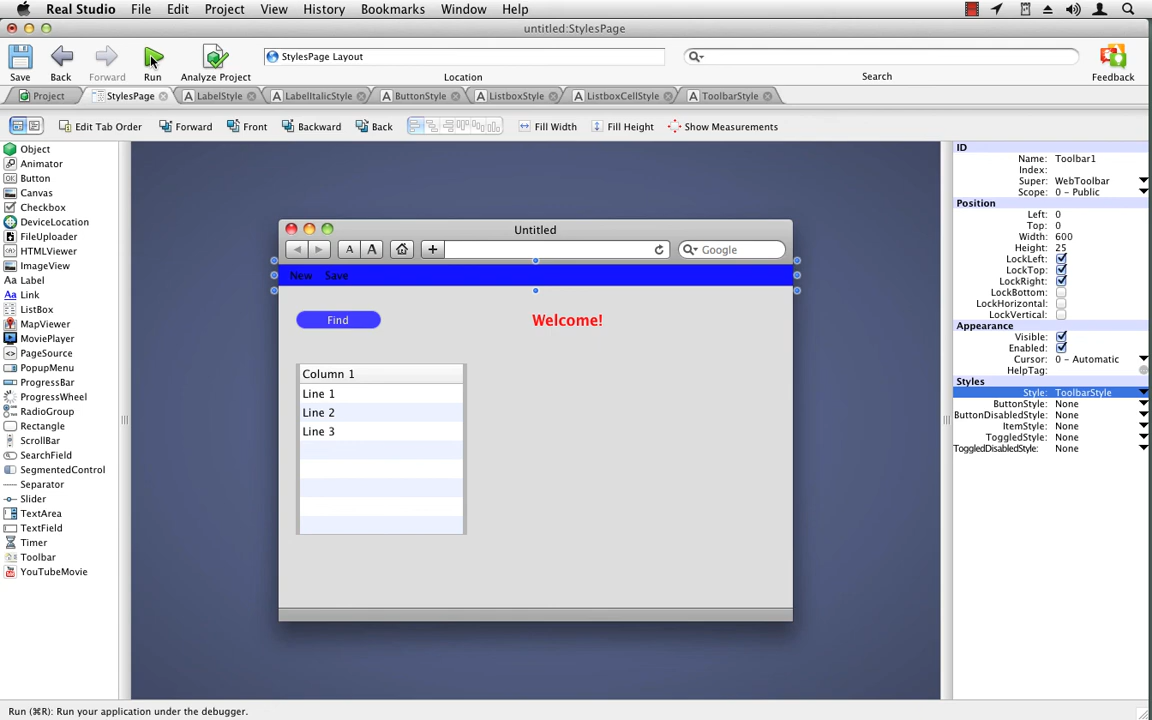 Real Studio File Edit Project View History Bookmarks Window Help
untitled:StylesPage
StylesPage Layout
Save Back Forward Run Analyze Project Location Search Feedback
Project StylesPage LabelStyle LabelItalicStyle ButtonStyle ListboxStyle ListboxCellStyle ToolbarStyle
Edit Tab Order Forward Front Backward Back Fill Width Fill Height Show Measurements
Object
Animator
Button
Canvas
Checkbox
DeviceLocation
FileUploader
HTMLViewer
ImageView
Label
Link
ListBox
MapViewer
MoviePlayer
PageSource
PopupMenu
ProgressBar
ProgressWheel
RadioGroup
Rectangle
ScrollBar
SearchField
SegmentedControl
Separator
Slider
TextArea
TextField
Timer
Toolbar
YouTubeMovie
Untitled
A A Google
New Save
Find Welcome!
Column 1
Line 1
Line 2
Line 3
ID
Name: Toolbar1
Index:
Super: WebToolbar
Scope: 0 - Public
Position
Left: 0
Top: 0
Width: 600
Height: 25
LockLeft:
LockTop:
LockRight:
LockBottom:
LockHorizontal:
LockVertical:
Appearance
Visible:
Enabled:
Cursor: 0 - Automatic
HelpTag:
Styles
Style: ToolbarStyle
ButtonStyle: None
ButtonDisabledStyle: None
ItemStyle: None
ToggledStyle: None
ToggledDisabledStyle: None
Run (⌘R): Run your application under the debugger.